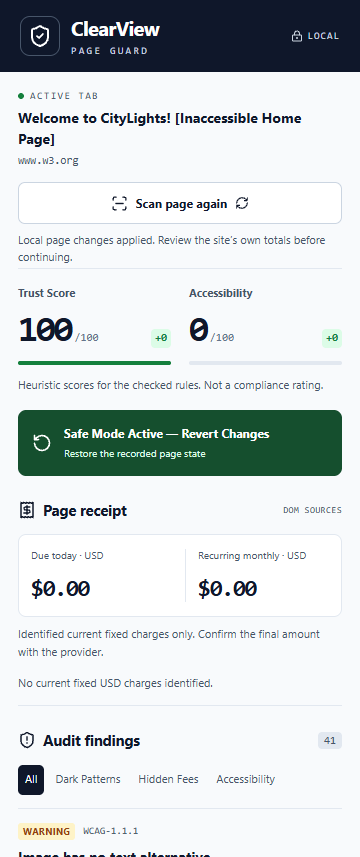 ClearView
PAGE GUARD
LOCAL
ACTIVE TAB
Welcome to CityLights! [Inaccessible Home
Page]
www.w3.org
Scan page again
Local page changes applied. Review the site's own totals before
continuing.
Trust Score
Accessibility
100/100 +0
0/100 +0
Heuristic scores for the checked rules. Not a compliance rating.
Safe Mode Active — Revert Changes
Restore the recorded page state
Page receipt
DOM SOURCES
Due today · USD
Recurring monthly · USD
$0.00
$0.00
Identified current fixed charges only. Confirm the final amount
with the provider.
No current fixed USD charges identified.
Audit findings
41
All Dark Patterns Hidden Fees Accessibility
WARNING WCAG-1.1.1
Image has no text alternative